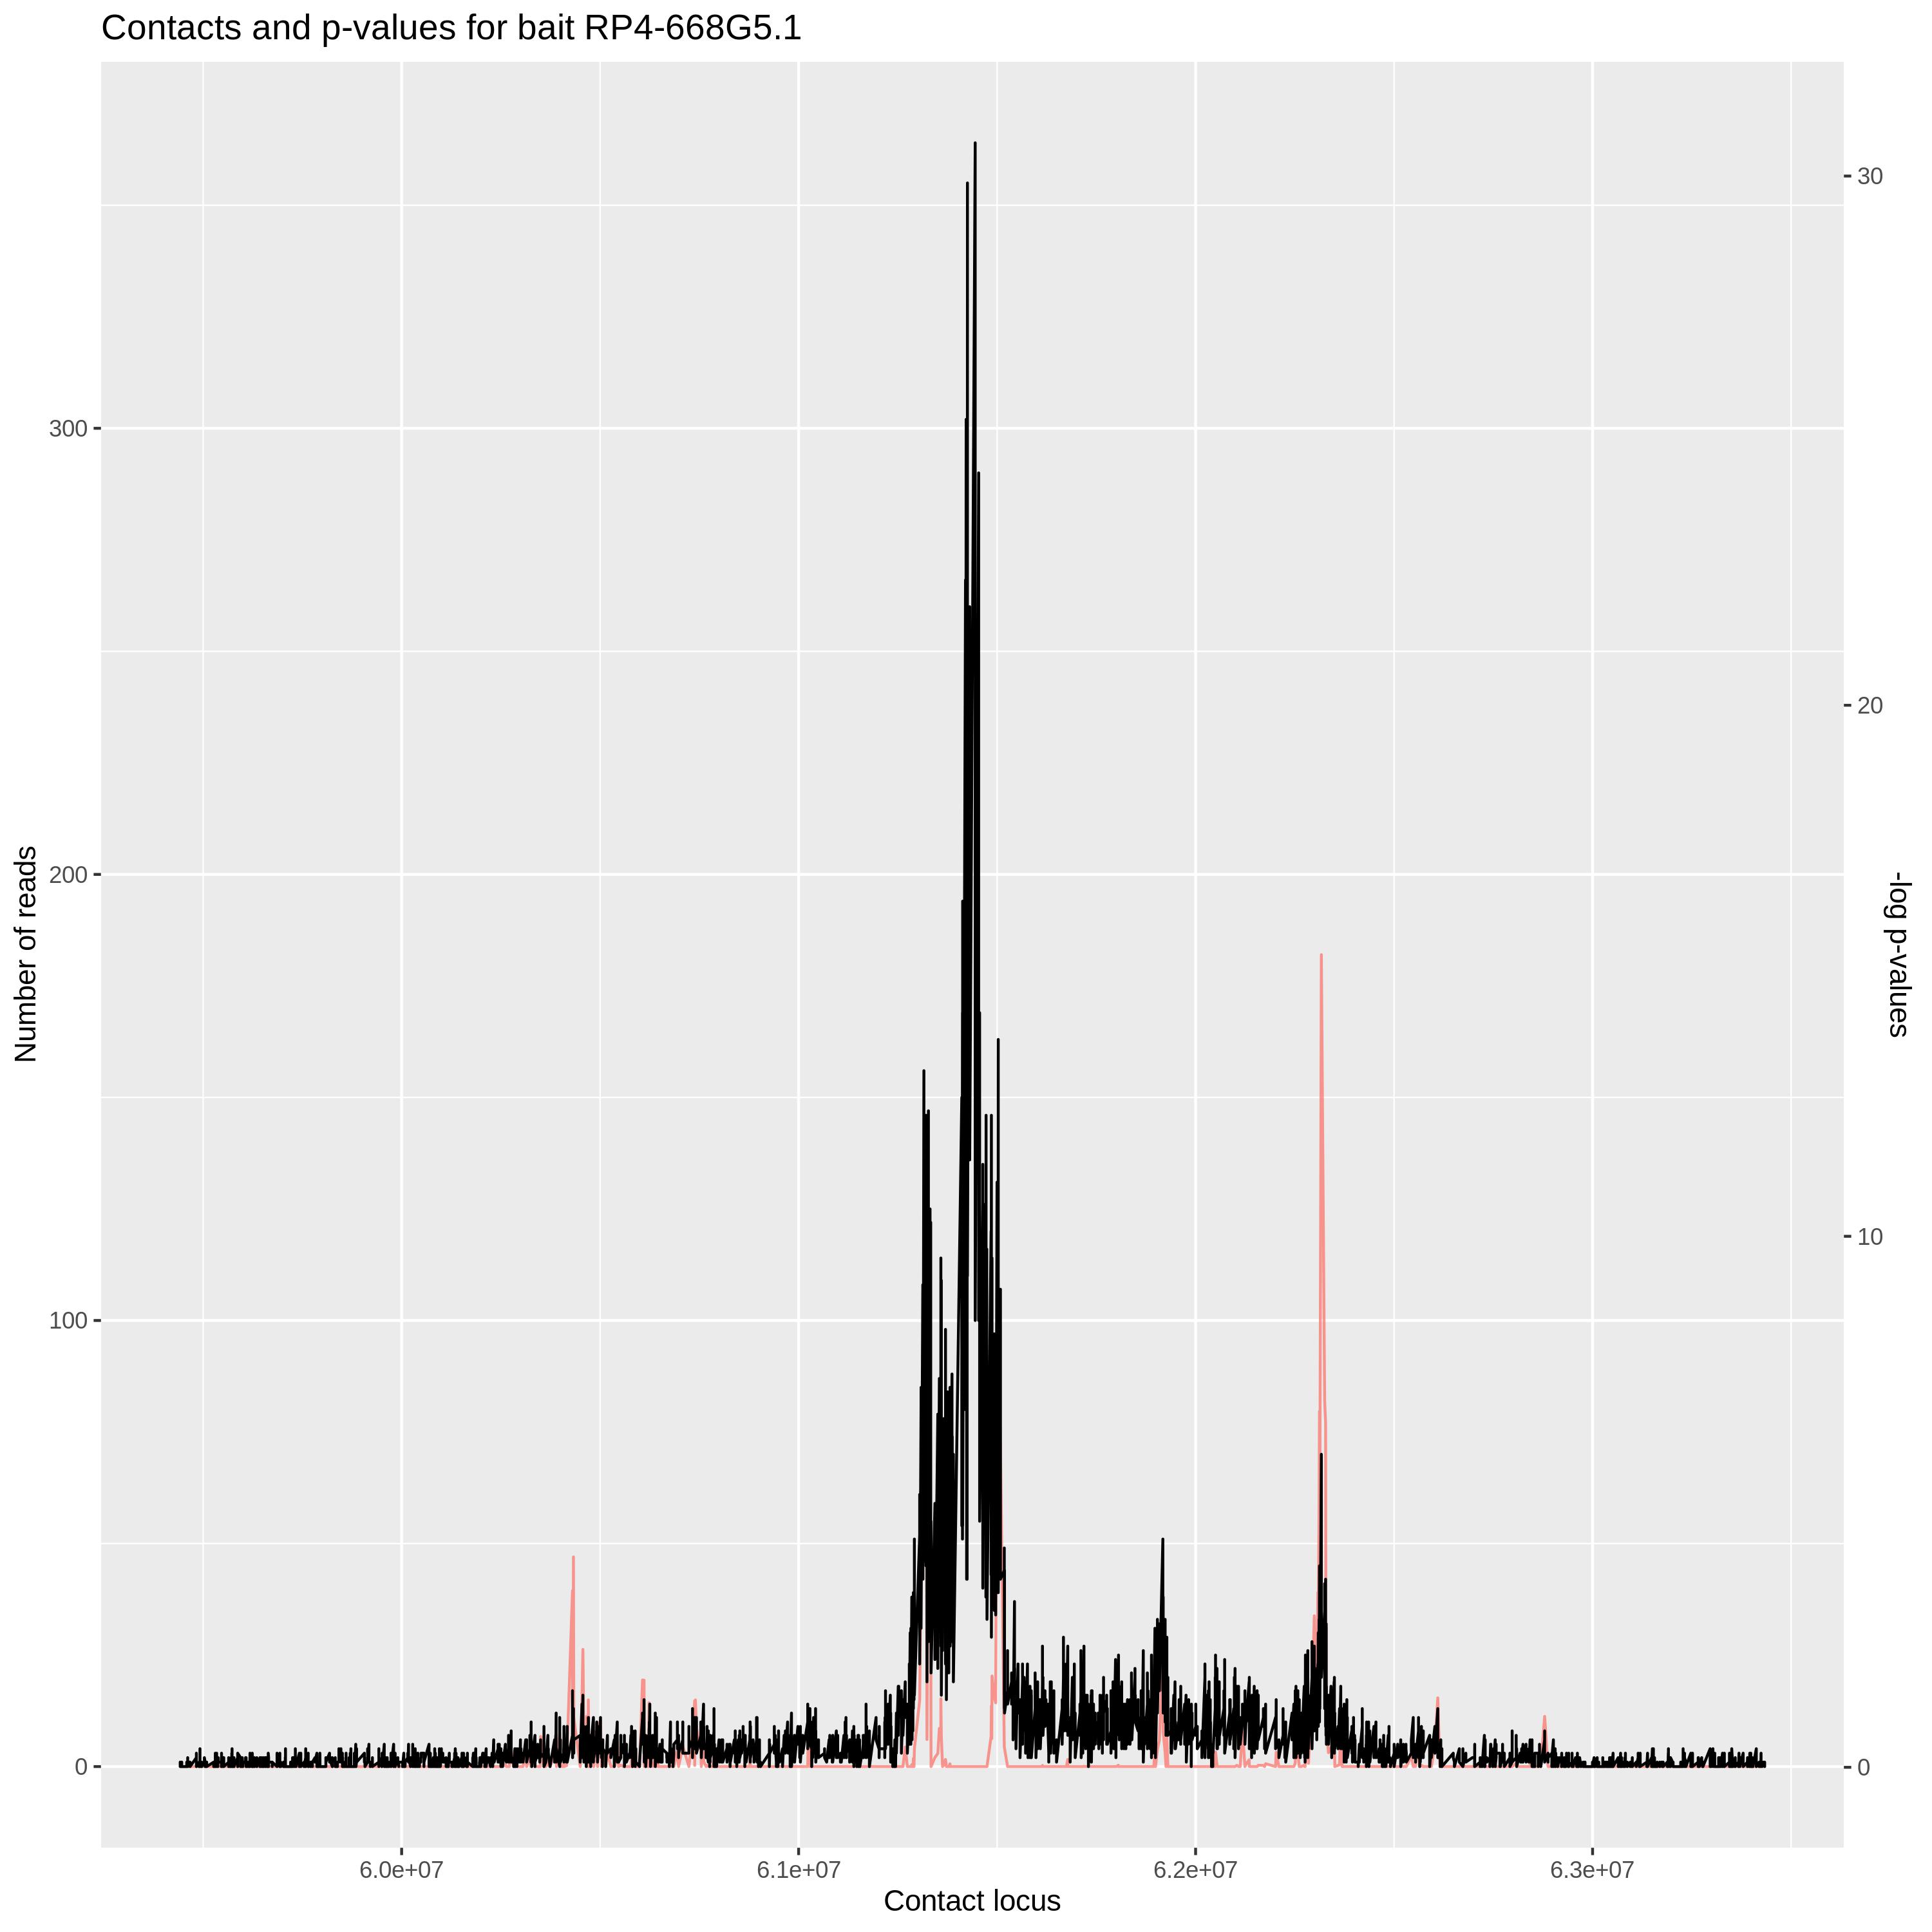 Contacts and p-values for bait RP4-668G5.1
Number of reads
300
200
100
0
30
20
10
0
-log p-values
6.0e+07
6.1e+07
6.2e+07
6.3e+07
Contact locus